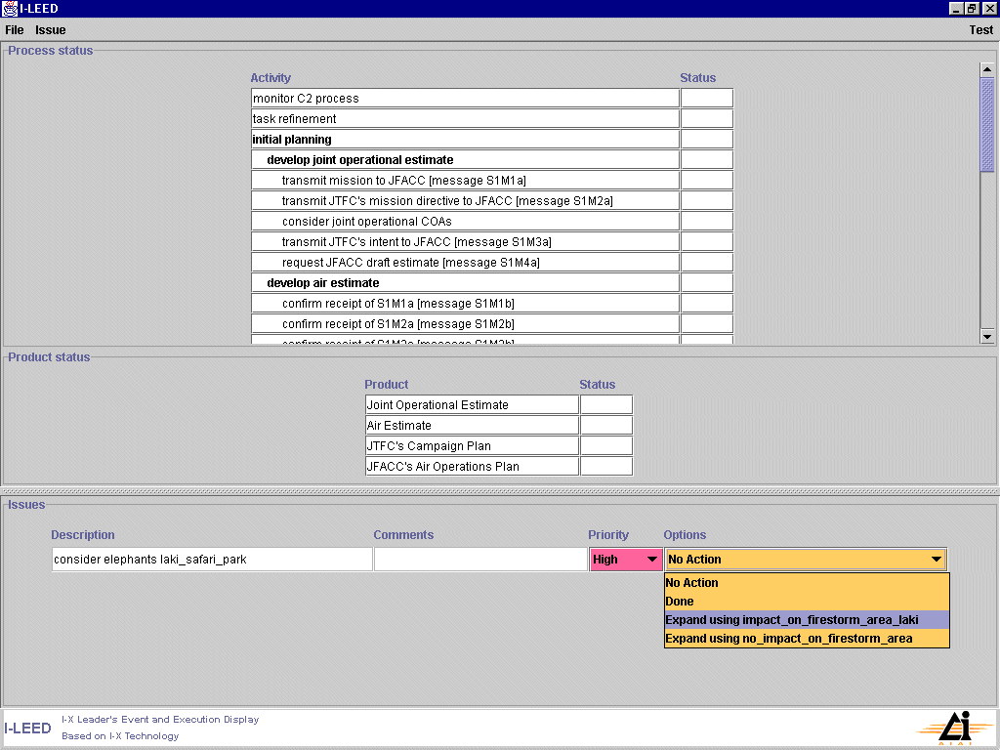 I-LEED
File Issue Test
Process status
Activity Status
monitor C2 process
task refinement
initial planning
develop joint operational estimate
transmit mission to JFACC [message S1M1a]
transmit JTFC's mission directive to JFACC [message S1M2a]
consider joint operational COAs
transmit JTFC's intent to JFACC [message S1M3a]
request JFACC draft estimate [message S1M4a]
develop air estimate
confirm receipt of S1M1a [message S1M1b]
confirm receipt of S1M2a [message S1M2b]
Product status
Product Status
Joint Operational Estimate
Air Estimate
JTFC's Campaign Plan
JFACC's Air Operations Plan
Issues
Description Comments Priority Options
consider elephants laki_safari_park High No Action
No Action
Done
Expand using impact_on_firestorm_area_laki
Expand using no_impact_on_firestorm_area
I-LEED
I-X Leader's Event and Execution Display
Based on I-X Technology
Ai
A I A I